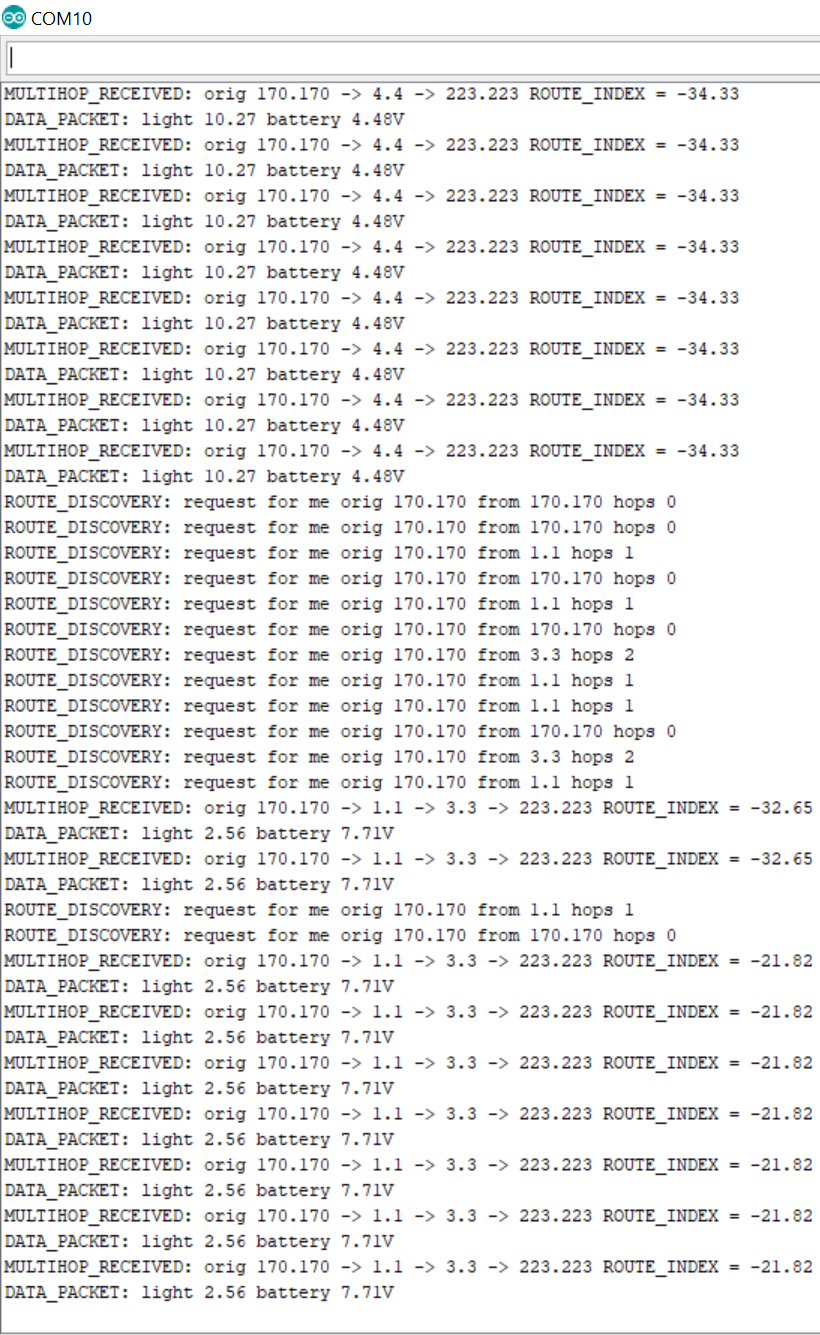 COM10
MULTIHOP_RECEIVED: orig 170.170 -> 4.4 -> 223.223 ROUTE_INDEX = -34.33
DATA_PACKET: light 10.27 battery 4.48V
MULTIHOP_RECEIVED: orig 170.170 -> 4.4 -> 223.223 ROUTE_INDEX = -34.33
DATA_PACKET: light 10.27 battery 4.48V
MULTIHOP_RECEIVED: orig 170.170 -> 4.4 -> 223.223 ROUTE_INDEX = -34.33
DATA_PACKET: light 10.27 battery 4.48V
MULTIHOP_RECEIVED: orig 170.170 -> 4.4 -> 223.223 ROUTE_INDEX = -34.33
DATA_PACKET: light 10.27 battery 4.48V
MULTIHOP_RECEIVED: orig 170.170 -> 4.4 -> 223.223 ROUTE_INDEX = -34.33
DATA_PACKET: light 10.27 battery 4.48V
MULTIHOP_RECEIVED: orig 170.170 -> 4.4 -> 223.223 ROUTE_INDEX = -34.33
DATA_PACKET: light 10.27 battery 4.48V
MULTIHOP_RECEIVED: orig 170.170 -> 4.4 -> 223.223 ROUTE_INDEX = -34.33
DATA_PACKET: light 10.27 battery 4.48V
MULTIHOP_RECEIVED: orig 170.170 -> 4.4 -> 223.223 ROUTE_INDEX = -34.33
DATA_PACKET: light 10.27 battery 4.48V
ROUTE_DISCOVERY: request for me orig 170.170 from 170.170 hops 0
ROUTE_DISCOVERY: request for me orig 170.170 from 170.170 hops 0
ROUTE_DISCOVERY: request for me orig 170.170 from 1.1 hops 1
ROUTE_DISCOVERY: request for me orig 170.170 from 170.170 hops 0
ROUTE_DISCOVERY: request for me orig 170.170 from 1.1 hops 1
ROUTE_DISCOVERY: request for me orig 170.170 from 170.170 hops 0
ROUTE_DISCOVERY: request for me orig 170.170 from 3.3 hops 2
ROUTE_DISCOVERY: request for me orig 170.170 from 1.1 hops 1
ROUTE_DISCOVERY: request for me orig 170.170 from 1.1 hops 1
ROUTE_DISCOVERY: request for me orig 170.170 from 170.170 hops 0
ROUTE_DISCOVERY: request for me orig 170.170 from 3.3 hops 2
ROUTE_DISCOVERY: request for me orig 170.170 from 1.1 hops 1
MULTIHOP_RECEIVED: orig 170.170 -> 1.1 -> 3.3 -> 223.223 ROUTE_INDEX = -32.65
DATA_PACKET: light 2.56 battery 7.71V
MULTIHOP_RECEIVED: orig 170.170 -> 1.1 -> 3.3 -> 223.223 ROUTE_INDEX = -32.65
DATA_PACKET: light 2.56 battery 7.71V
ROUTE_DISCOVERY: request for me orig 170.170 from 1.1 hops 1
ROUTE_DISCOVERY: request for me orig 170.170 from 170.170 hops 0
MULTIHOP_RECEIVED: orig 170.170 -> 1.1 -> 3.3 -> 223.223 ROUTE_INDEX = -21.82
DATA_PACKET: light 2.56 battery 7.71V
MULTIHOP_RECEIVED: orig 170.170 -> 1.1 -> 3.3 -> 223.223 ROUTE_INDEX = -21.82
DATA_PACKET: light 2.56 battery 7.71V
MULTIHOP_RECEIVED: orig 170.170 -> 1.1 -> 3.3 -> 223.223 ROUTE_INDEX = -21.82
DATA_PACKET: light 2.56 battery 7.71V
MULTIHOP_RECEIVED: orig 170.170 -> 1.1 -> 3.3 -> 223.223 ROUTE_INDEX = -21.82
DATA_PACKET: light 2.56 battery 7.71V
MULTIHOP_RECEIVED: orig 170.170 -> 1.1 -> 3.3 -> 223.223 ROUTE_INDEX = -21.82
DATA_PACKET: light 2.56 battery 7.71V
MULTIHOP_RECEIVED: orig 170.170 -> 1.1 -> 3.3 -> 223.223 ROUTE_INDEX = -21.82
DATA_PACKET: light 2.56 battery 7.71V
MULTIHOP_RECEIVED: orig 170.170 -> 1.1 -> 3.3 -> 223.223 ROUTE_INDEX = -21.82
DATA_PACKET: light 2.56 battery 7.71V